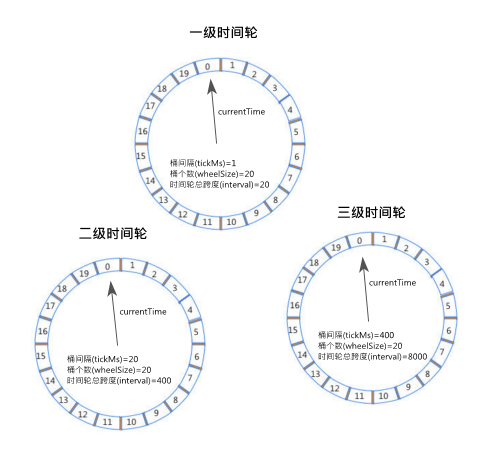 一级时间轮
19 0 1
18 2
17 3
4
16 5
currentTime
15 6
桶间隔(tickMs)=1
桶个数(wheelSize)=20
时间轮总跨度(interval)=20
14 7
13 8
12 11 10 9
二级时间轮
19 0 1
18 2
17 3
4
16 5
currentTime
15 6
桶间隔(tickMs)=20
桶个数(wheelSize)=20
时间轮总跨度(interval)=400
14 7
13 8
12 11 10 9
三级时间轮
19 0 1
18 2
17 3
4
16 5
currentTime
15 6
桶间隔(tickMs)=400
桶个数(wheelSize)=20
时间轮总跨度(interval)=8000
14 7
13 8
12 11 10 9